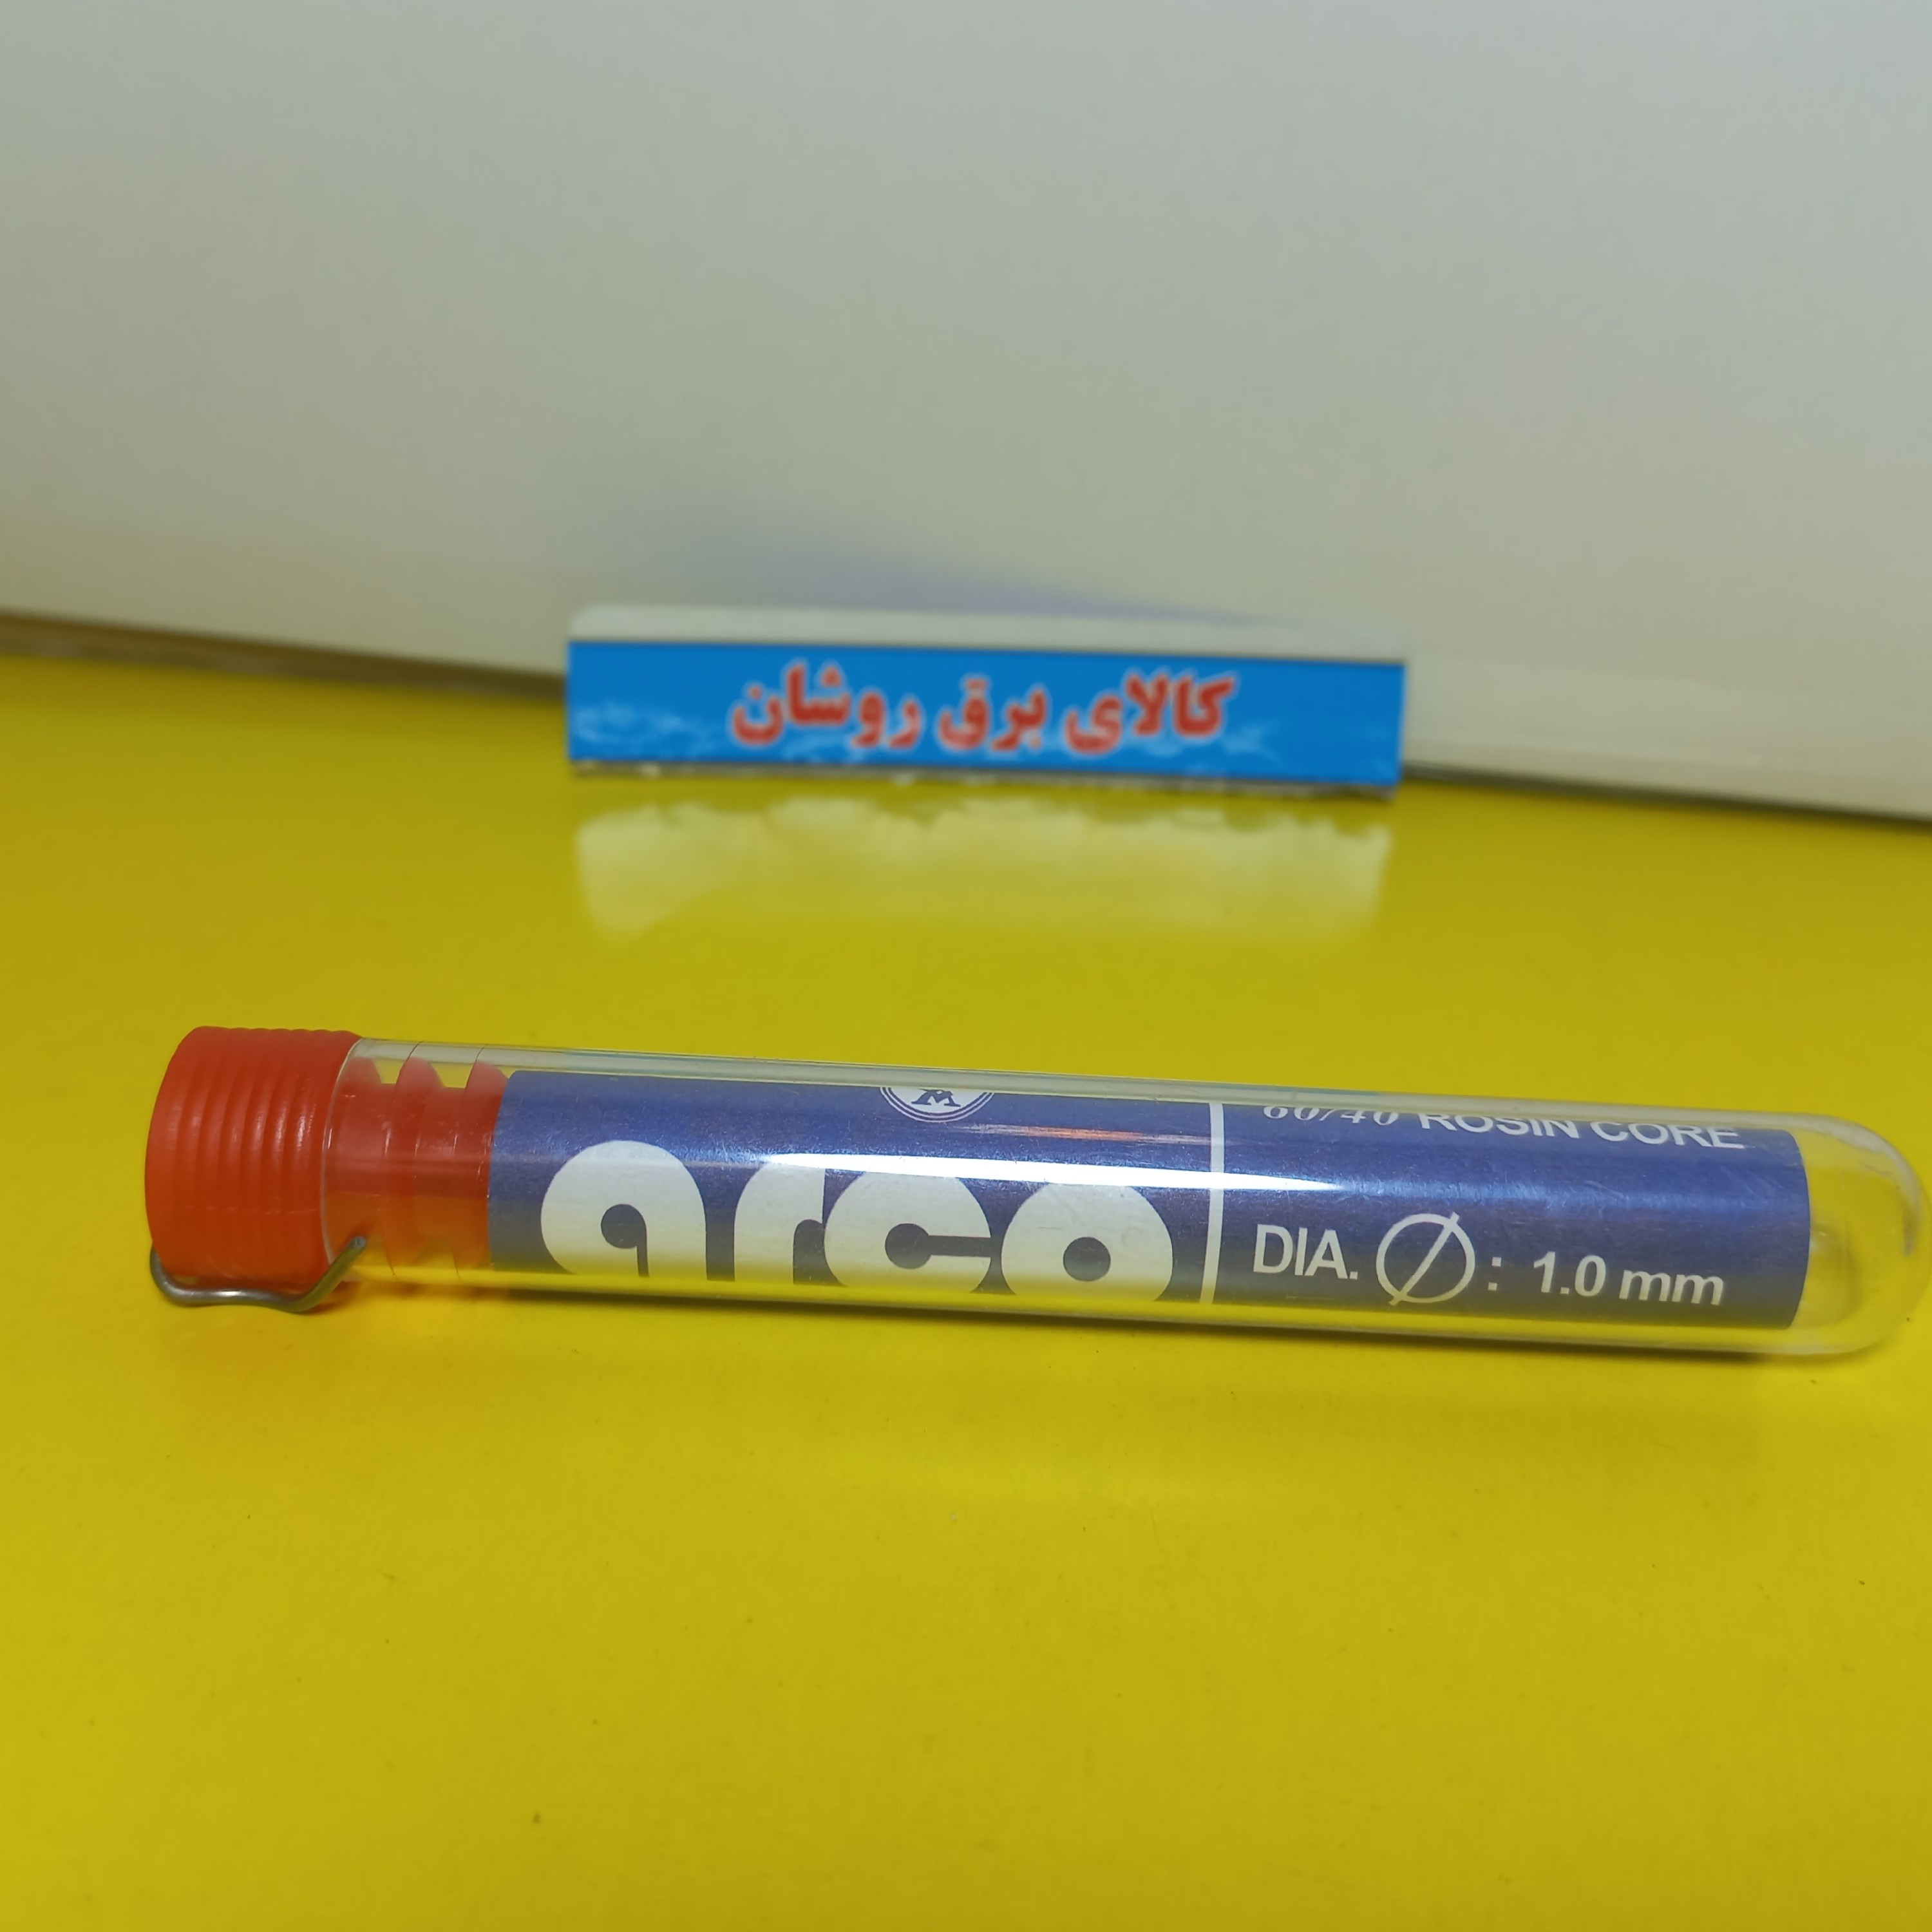 کالای برق روشان
arco
60/40 ROSIN CORE
DIA. Ø: 1.0 mm